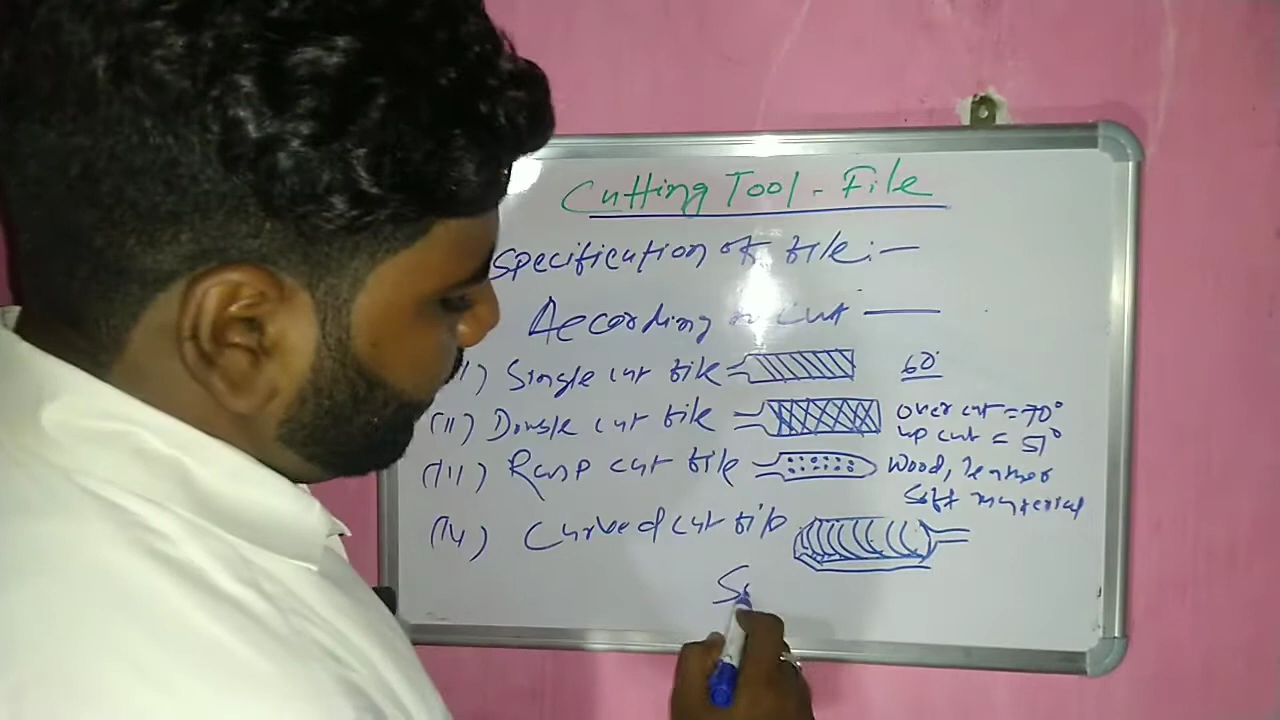 Cutting Tool - File
Specification of file :-
According to cut —
(I) Single cut file 60°
(II) Double cut file over cut = 70°
up cut = 51°
(III) Rasp cut file Wood, leather
Soft material
(IV) Curved cut file